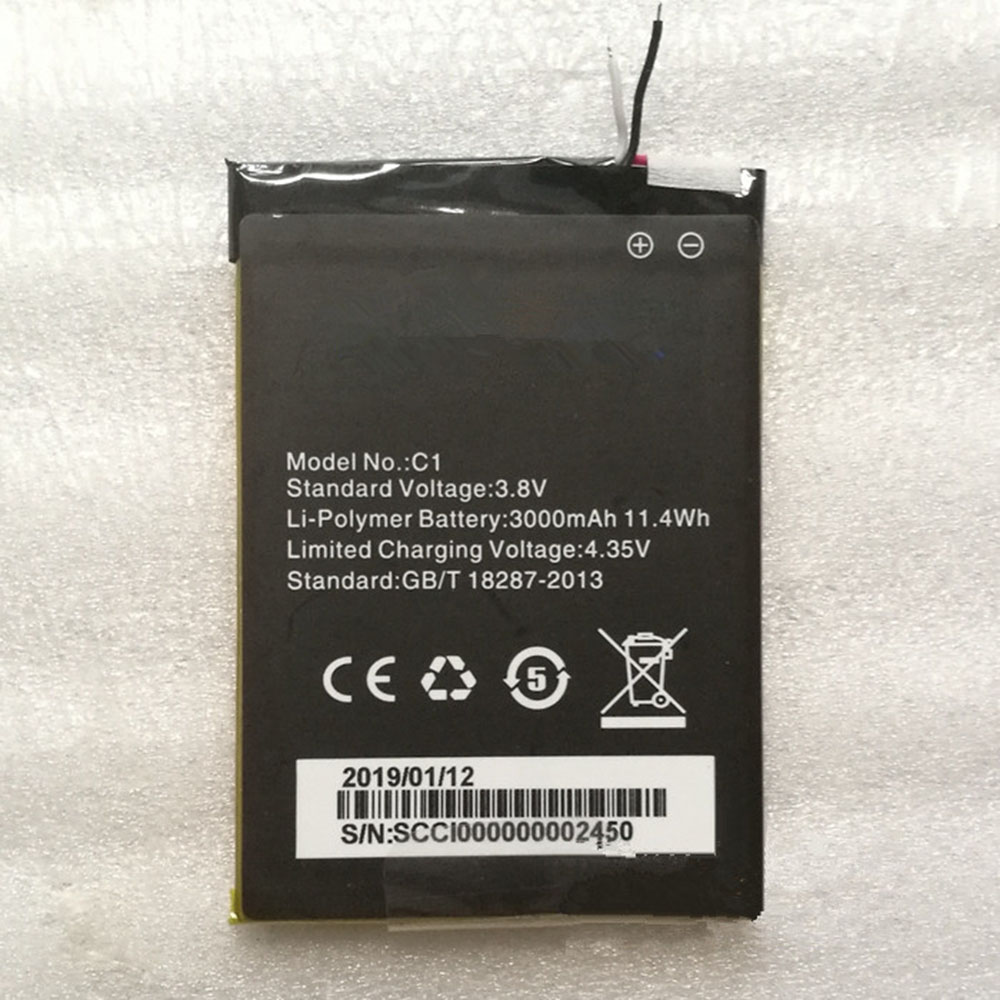 Model No.:C1
Standard Voltage:3.8V
Li-Polymer Battery:3000mAh 11.4Wh
Limited Charging Voltage:4.35V
Standard:GB/T 18287-2013
CE 5
2019/01/12
S/N:SCCI000000002450